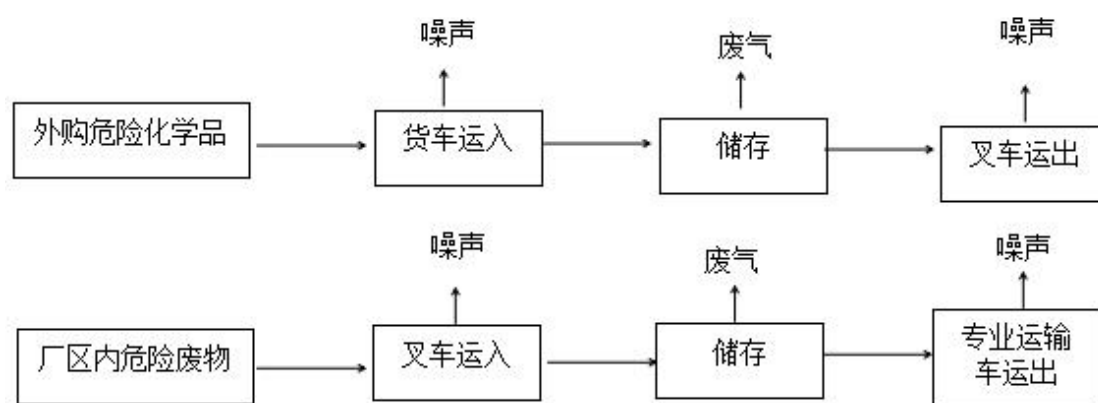 噪声
废气
噪声
外购危险化学品
货车运入
储存
叉车运出
噪声
废气
噪声
厂区内危险废物
叉车运入
储存
专业运输
车运出